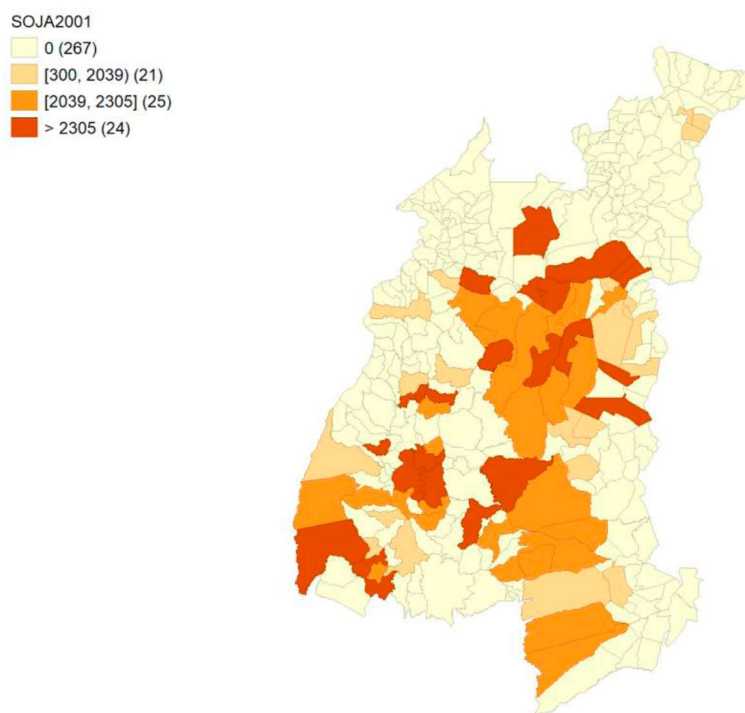 SOJA2001
0 (267)
[300, 2039) (21)
[2039, 2305] (25)
> 2305 (24)